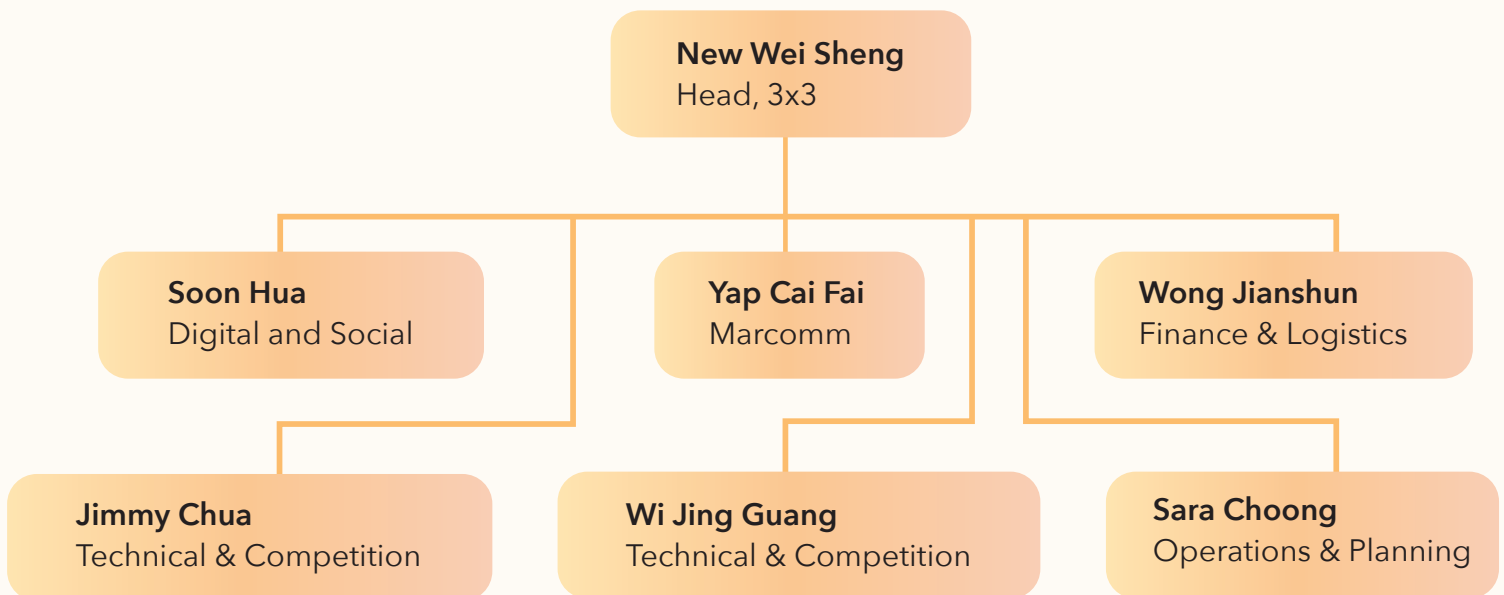 New Wei Sheng
Head, 3x3
Soon Hua
Digital and Social
Yap Cai Fai
Marcomm
Wong Jianshun
Finance & Logistics
Jimmy Chua
Technical & Competition
Wi Jing Guang
Technical & Competition
Sara Choong
Operations & Planning